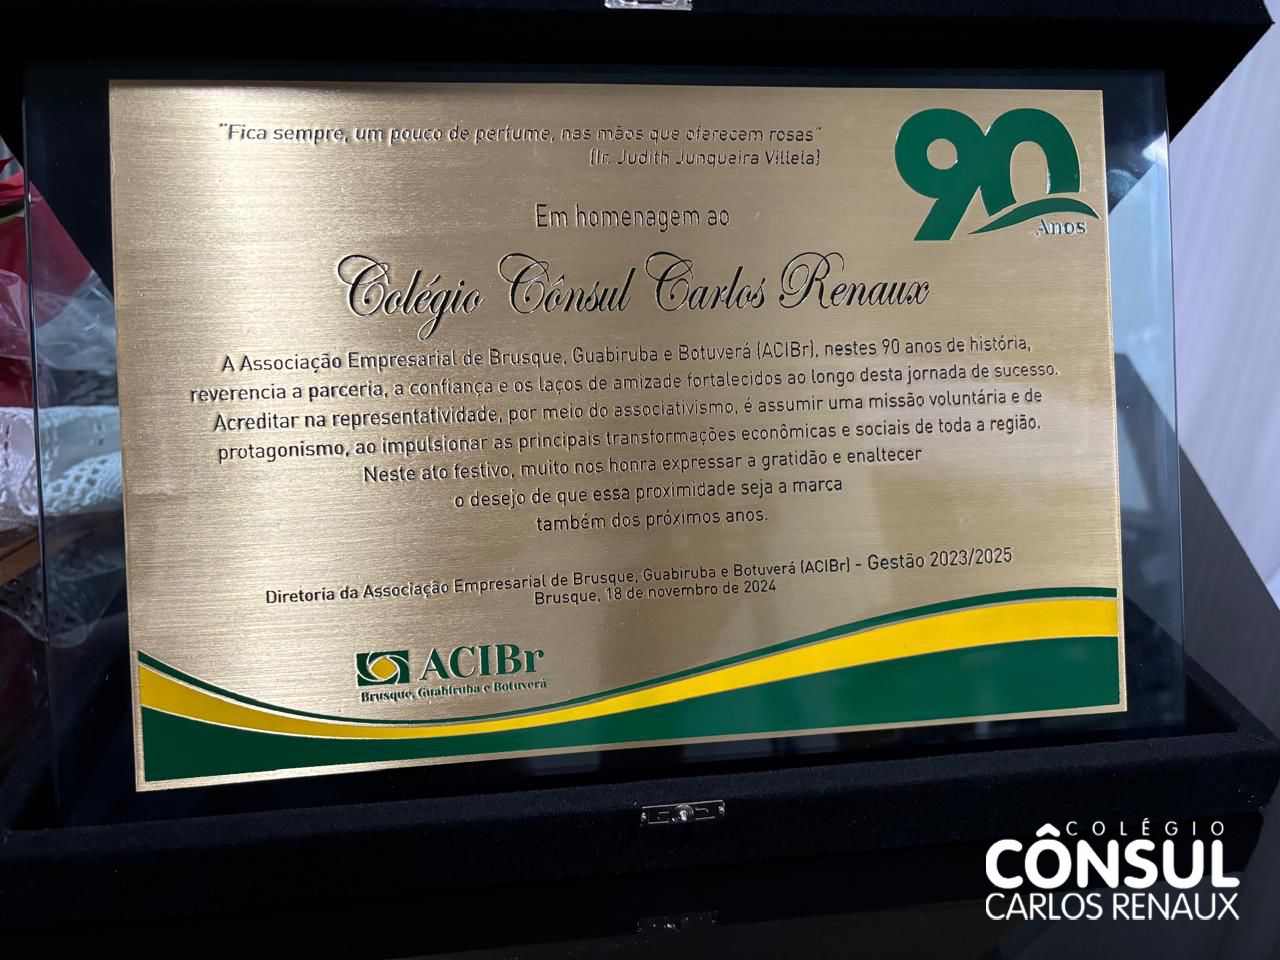 "Fica sempre, um pouco de perfume, nas mãos que oferecem rosas"
(Ir. Judith Junqueira Villela)
90
Anos
Em homenagem ao
Colégio Cônsul Carlos Renaux
A Associação Empresarial de Brusque, Guabiruba e Botuverá (ACIBr), nestes 90 anos de história,
reverencia a parceria, a confiança e os laços de amizade fortalecidos ao longo desta jornada de sucesso.
Acreditar na representatividade, por meio do associativismo, é assumir uma missão voluntária e de
protagonismo, ao impulsionar as principais transformações econômicas e sociais de toda a região.
Neste ato festivo, muito nos honra expressar a gratidão e enaltecer
o desejo de que essa proximidade seja a marca
também dos próximos anos.
Diretoria da Associação Empresarial de Brusque, Guabiruba e Botuverá (ACIBr) - Gestão 2023/2025
Brusque, 18 de novembro de 2024
ACIBr
Brusque, Guabiruba e Botuverá
COLÉGIO
CÔNSUL
CARLOS RENAUX